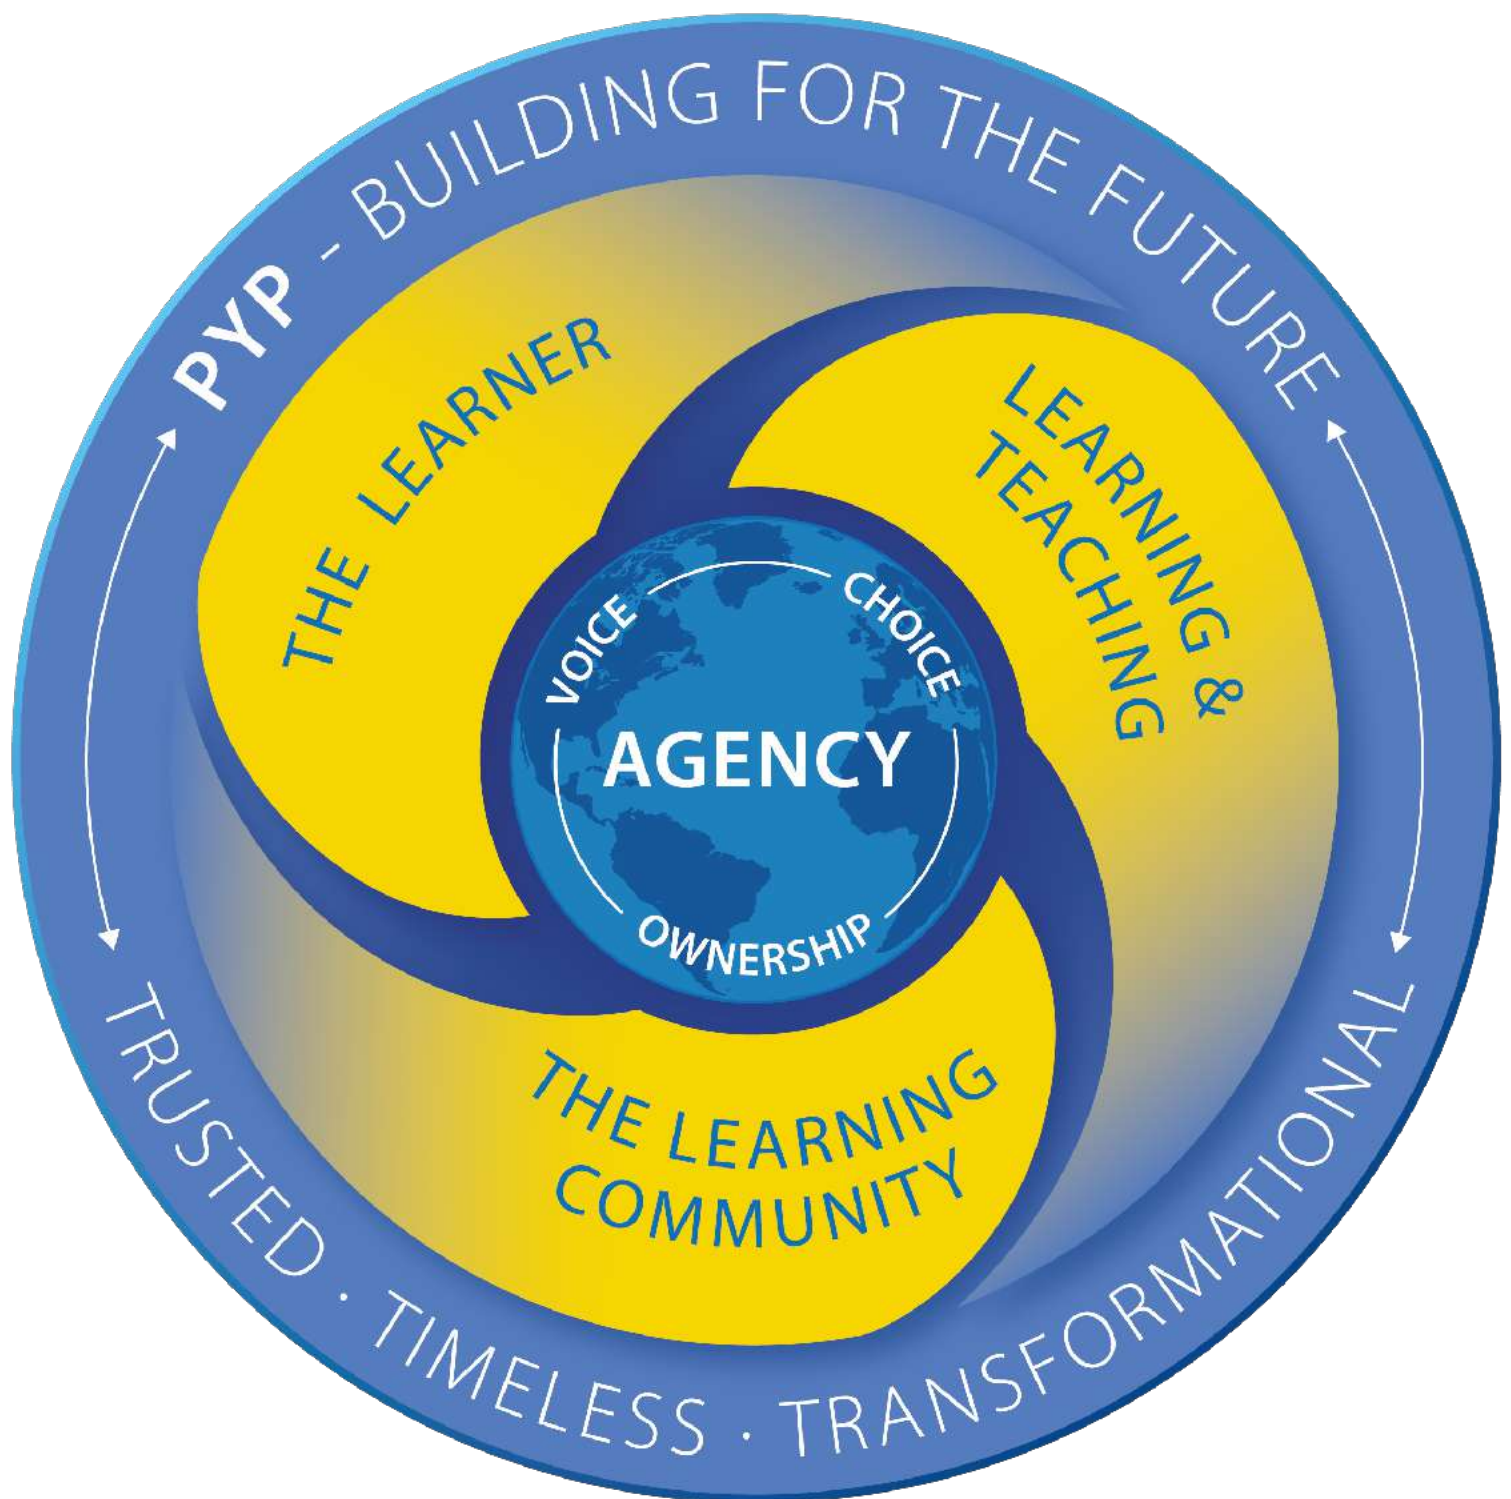 PYP - BUILDING FOR THE FUTURE
THE LEARNER
LEARNING &
TEACHING
VOICE
CHOICE
AGENCY
OWNERSHIP
THE LEARNING
COMMUNITY
TRUSTED · TIMELESS · TRANSFORMATIONAL